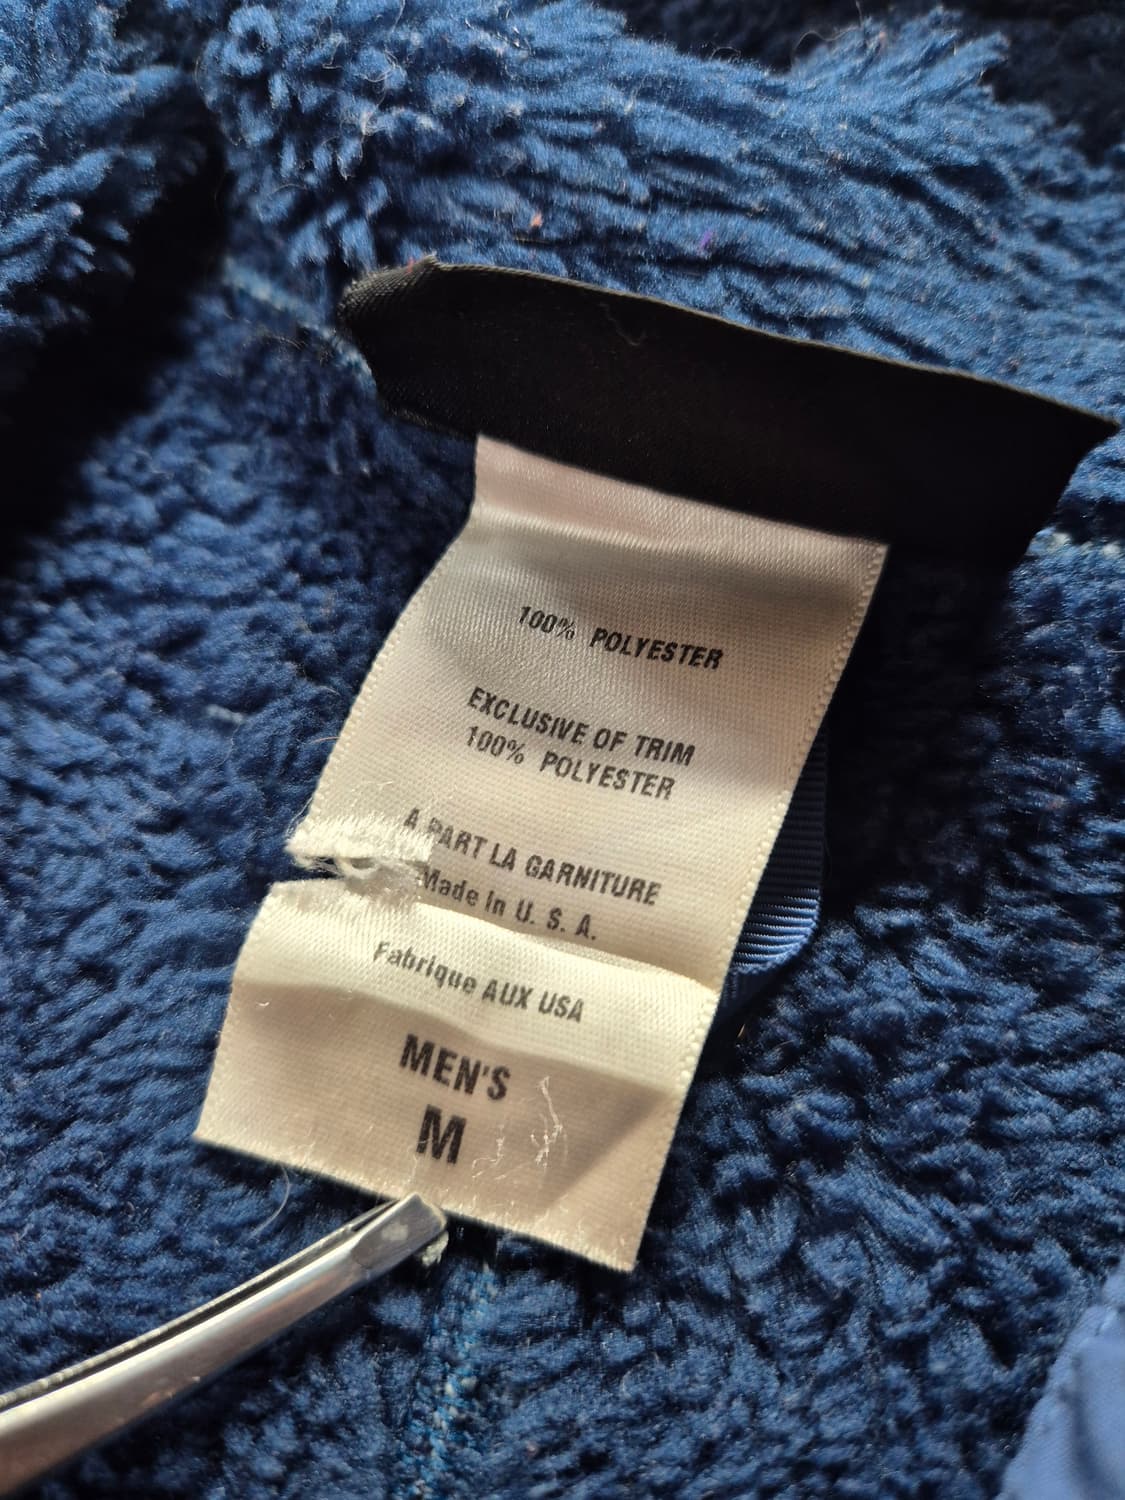 100% POLYESTER
EXCLUSIVE OF TRIM
100% POLYESTER
A PART LA GARNITURE
Made in U. S. A.
Fabrique AUX USA
MEN'S
M